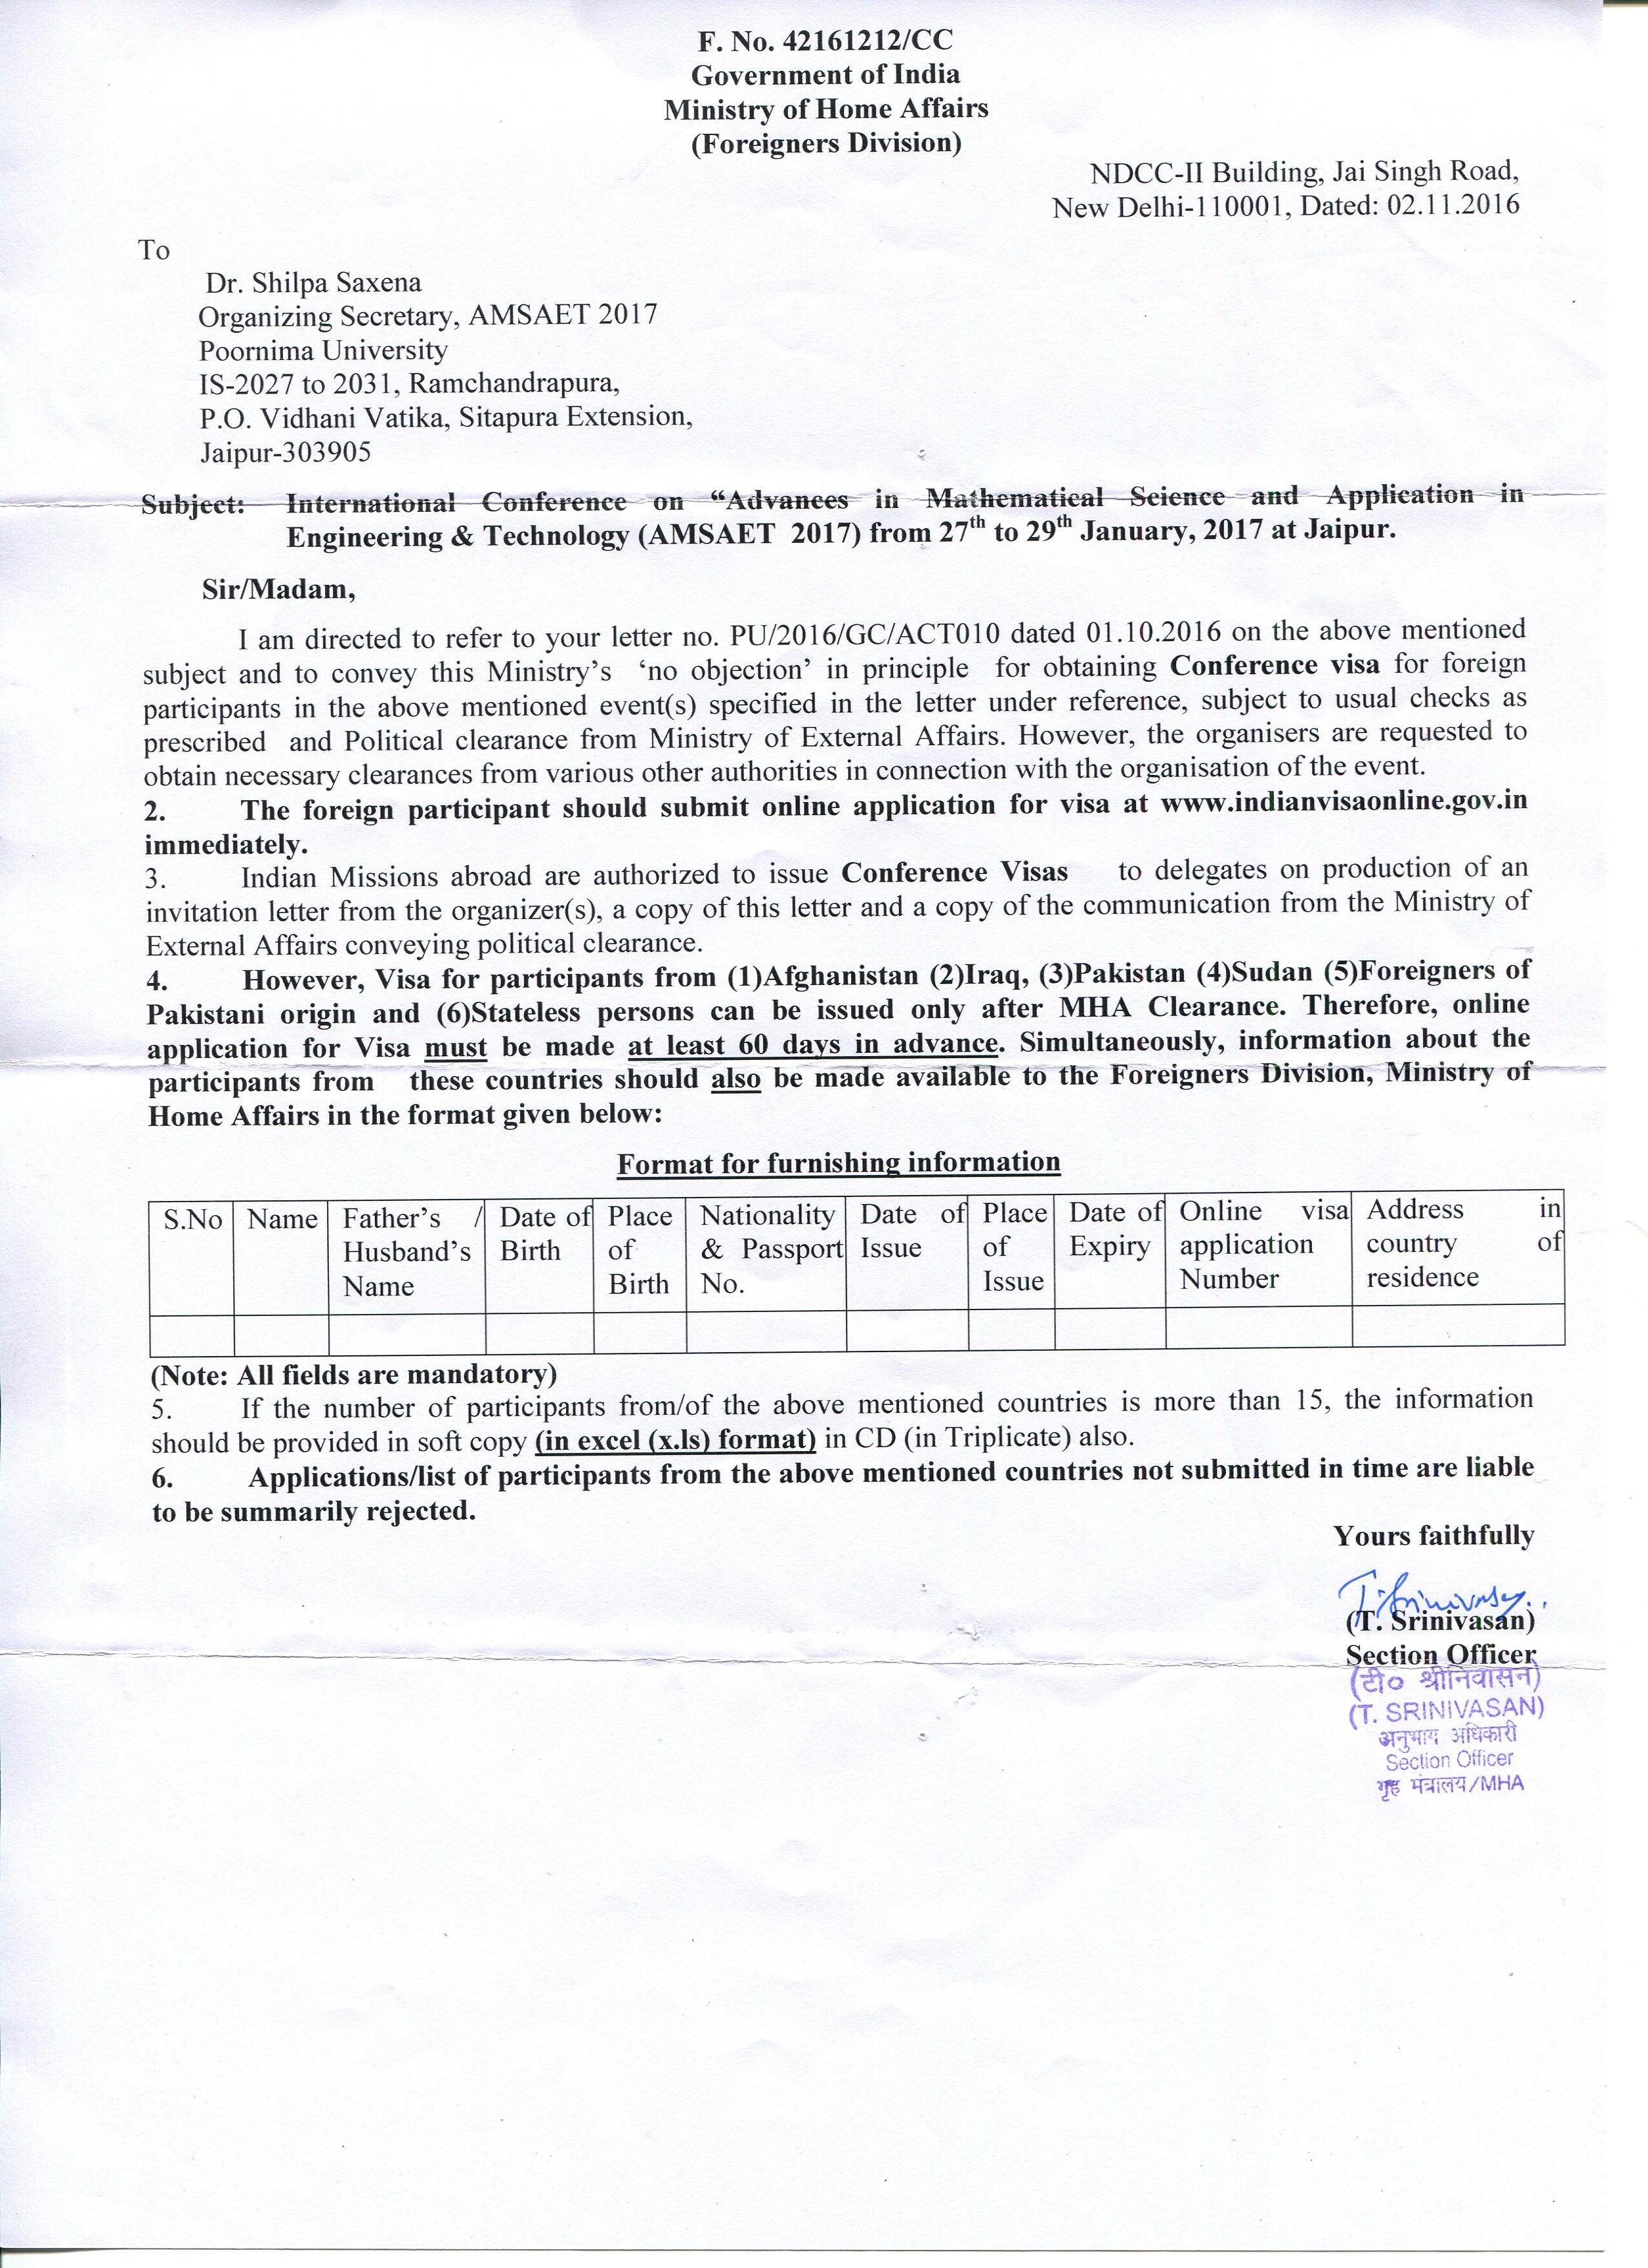 F. No. 42161212/CC
Government of India
Ministry of Home Affairs
(Foreigners Division)
NDCC-II Building, Jai Singh Road,
New Delhi-110001, Dated: 02.11.2016
To
Dr. Shilpa Saxena
Organizing Secretary, AMSAET 2017
Poornima University
IS-2027 to 2031, Ramchandrapura,
P.O. Vidhani Vatika, Sitapura Extension,
Jaipur-303905
Subject: International Conference on “Advances in Mathematical Science and Application in
Engineering & Technology (AMSAET 2017) from 27th to 29th January, 2017 at Jaipur.
Sir/Madam,
I am directed to refer to your letter no. PU/2016/GC/ACT010 dated 01.10.2016 on the above mentioned
subject and to convey this Ministry’s ‘no objection’ in principle for obtaining Conference visa for foreign
participants in the above mentioned event(s) specified in the letter under reference, subject to usual checks as
prescribed and Political clearance from Ministry of External Affairs. However, the organisers are requested to
obtain necessary clearances from various other authorities in connection with the organisation of the event.
2. The foreign participant should submit online application for visa at www.indianvisaonline.gov.in
immediately.
3. Indian Missions abroad are authorized to issue Conference Visas to delegates on production of an
invitation letter from the organizer(s), a copy of this letter and a copy of the communication from the Ministry of
External Affairs conveying political clearance.
4. However, Visa for participants from (1)Afghanistan (2)Iraq, (3)Pakistan (4)Sudan (5)Foreigners of
Pakistani origin and (6)Stateless persons can be issued only after MHA Clearance. Therefore, online
application for Visa must be made at least 60 days in advance. Simultaneously, information about the
participants from these countries should also be made available to the Foreigners Division, Ministry of
Home Affairs in the format given below:
Format for furnishing information
S.No Name Father’s / Date of Place Nationality Date of Place Date of Online visa Address in
Husband’s Birth of & Passport Issue of Expiry application country of
Name Birth No. Issue Number residence
(Note: All fields are mandatory)
5. If the number of participants from/of the above mentioned countries is more than 15, the information
should be provided in soft copy (in excel (x.ls) format) in CD (in Triplicate) also.
6. Applications/list of participants from the above mentioned countries not submitted in time are liable
to be summarily rejected.
Yours faithfully
T. Srinivasan
(T. Srinivasan)
Section Officer
(टी० श्रीनिवासन)
(T. SRINIVASAN)
अनुभाग अधिकारी
Section Officer
गृह मंत्रालय/MHA